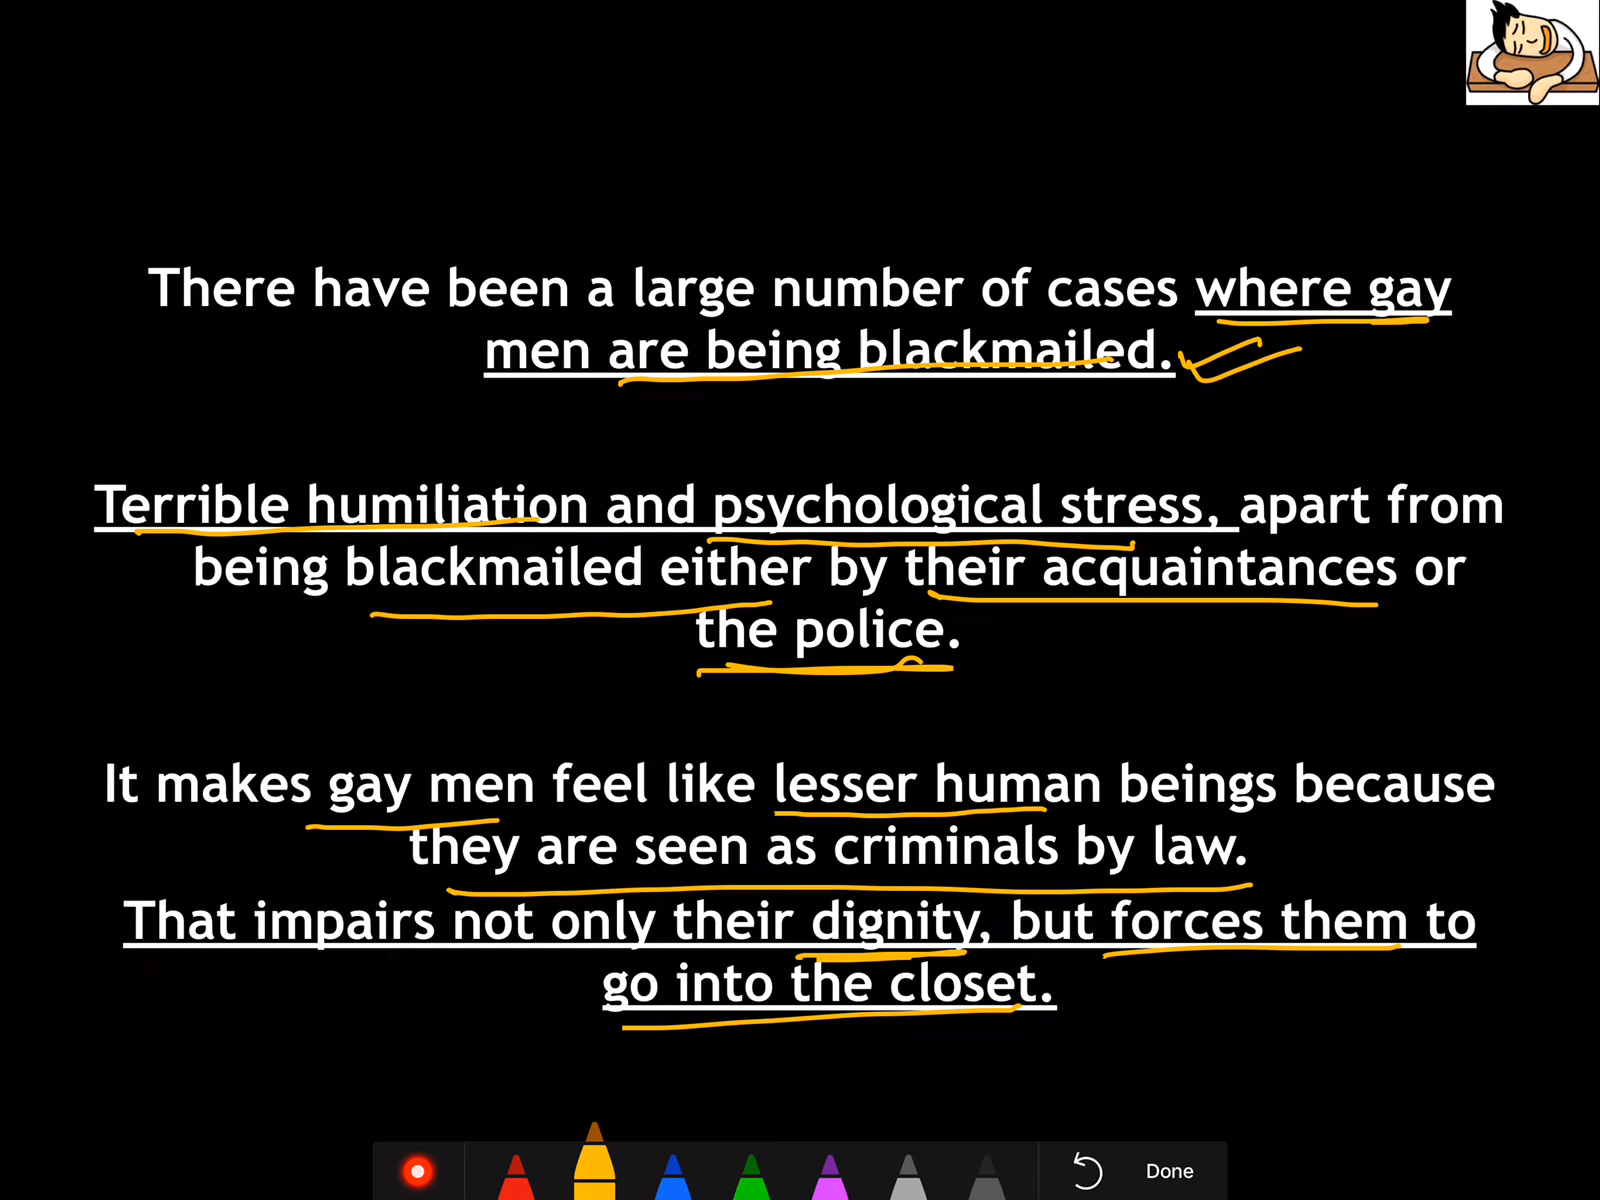 There have been a large number of cases where gay
men are being blackmailed.
Terrible humiliation and psychological stress, apart from
being blackmailed either by their acquaintances or
the police.
It makes gay men feel like lesser human beings because
they are seen as criminals by law.
That impairs not only their dignity, but forces them to
go into the closet.
Done